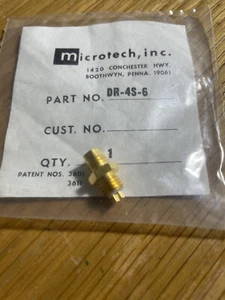 microtech, inc.
1420 CONCHESTER HWY.
BOOTHWYN, PENNA. 19061
PART NO. DR-4S-6
CUST. NO.
QTY. 1
PATENT NOS.